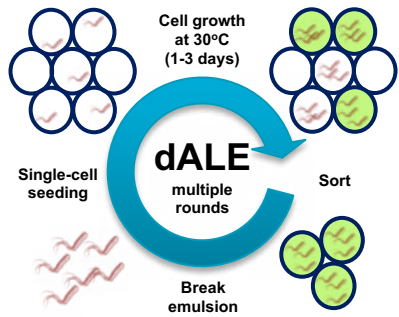 Cell growth
at 30°C
(1-3 days)
dALE
multiple
rounds
Single-cell
seeding
Sort
Break
emulsion